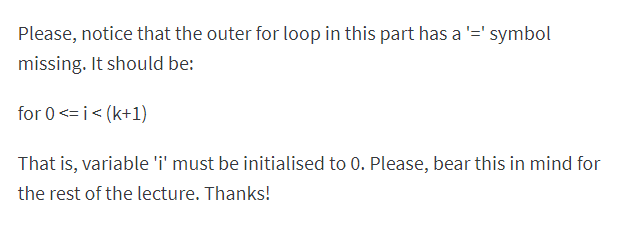 Please, notice that the outer for loop in this part has a '=' symbol
missing. It should be:
for 0 <= i < (k+1)
That is, variable 'i' must be initialised to 0. Please, bear this in mind for
the rest of the lecture. Thanks!